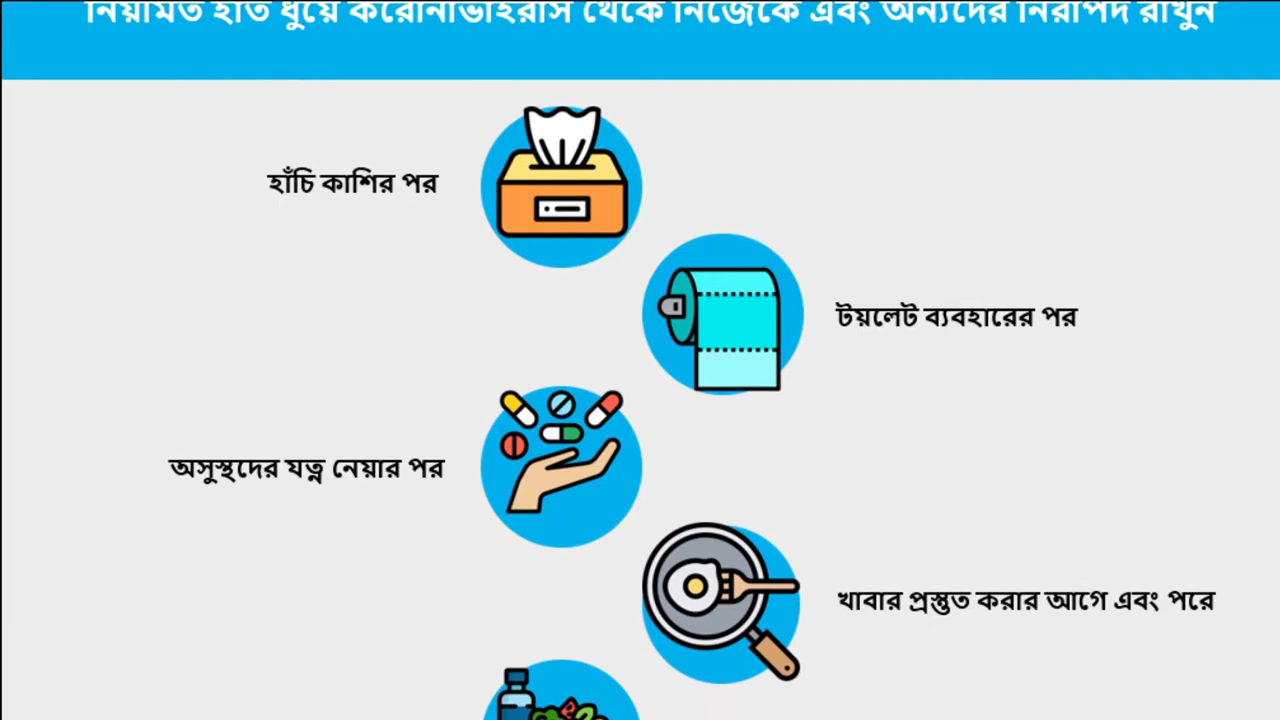 নিয়মিত হাত ধুয়ে করোনাভাইরাস থেকে নিজেকে এবং অন্যদের নিরাপদ রাখুন
হাঁচি কাশির পর
টয়লেট ব্যবহারের পর
অসুস্থদের যত্ন নেয়ার পর
খাবার প্রস্তুত করার আগে এবং পরে